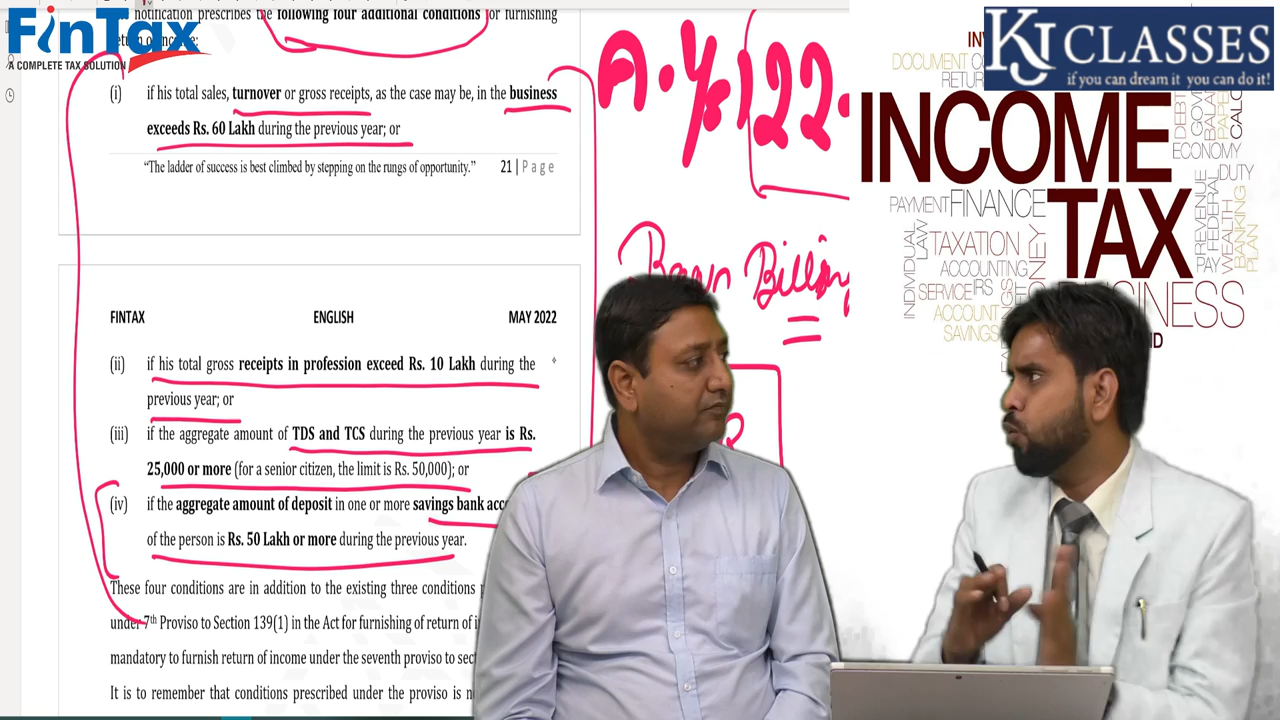 notification prescribes the following four additional conditions for furnishing
return of income:
FinTax
A COMPLETE TAX SOLUTION
(i) if his total sales, turnover or gross receipts, as the case may be, in the business
exceeds Rs. 60 Lakh during the previous year; or
“The ladder of success is best climbed by stepping on the rungs of opportunity.” 21 | Page
FINTAX ENGLISH MAY 2022
(ii) if his total gross receipts in profession exceed Rs. 10 Lakh during the
previous year; or
(iii) if the aggregate amount of TDS and TCS during the previous year is Rs.
25,000 or more (for a senior citizen, the limit is Rs. 50,000); or
(iv) if the aggregate amount of deposit in one or more savings bank
of the person is Rs. 50 Lakh or more during the previous year.
These four conditions are in addition to the existing three conditions
under 7th Proviso to Section 139(1) in the Act for furnishing of return of
mandatory to furnish return of income under the seventh proviso to
It is to remember that conditions prescribed under the proviso is
A.Y. 122
Billing
KJ CLASSES
if you can dream it you can do it!
INCOME
TAX
DOCUMENT
ECONOMY
DUTY
PAYMENT FINANCE
INDIVIDUAL
LAW
TAXATION
ACCOUNTING
SERVICE IRS
ACCOUNT
SAVINGS
REVENUE
FEDERAL
PAY
WEALTH
BANKING
PLAN
DEBT